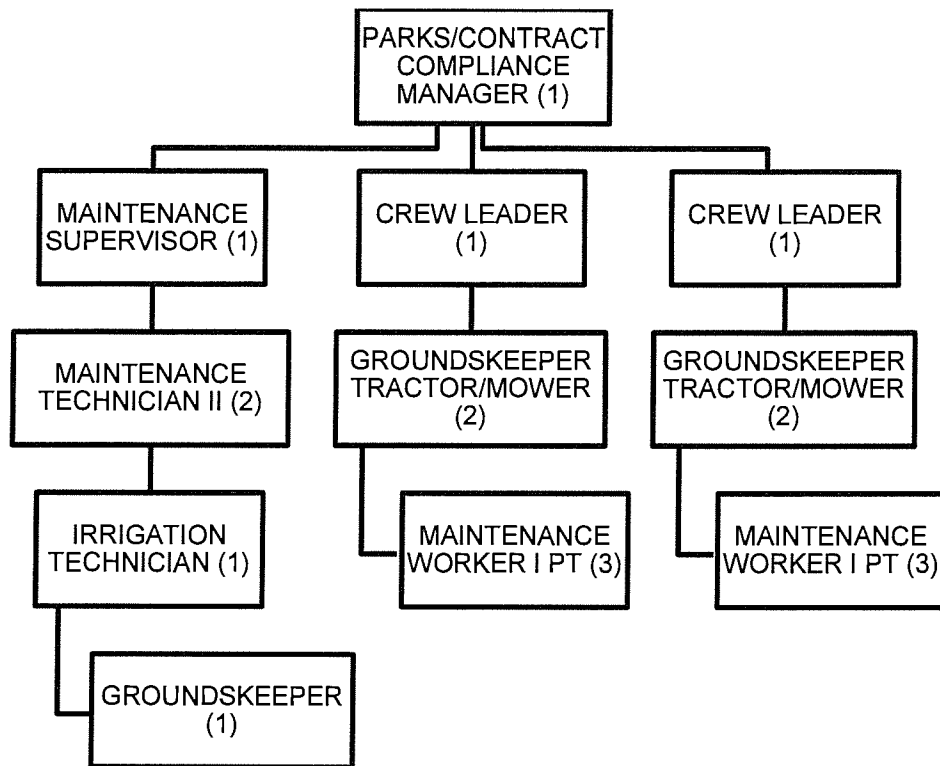 PARKS/CONTRACT
COMPLIANCE
MANAGER (1)
MAINTENANCE
SUPERVISOR (1)
CREW LEADER
(1)
CREW LEADER
(1)
MAINTENANCE
TECHNICIAN II (2)
GROUNDSKEEPER
TRACTOR/MOWER
(2)
GROUNDSKEEPER
TRACTOR/MOWER
(2)
IRRIGATION
TECHNICIAN (1)
MAINTENANCE
WORKER I PT (3)
MAINTENANCE
WORKER I PT (3)
GROUNDSKEEPER
(1)